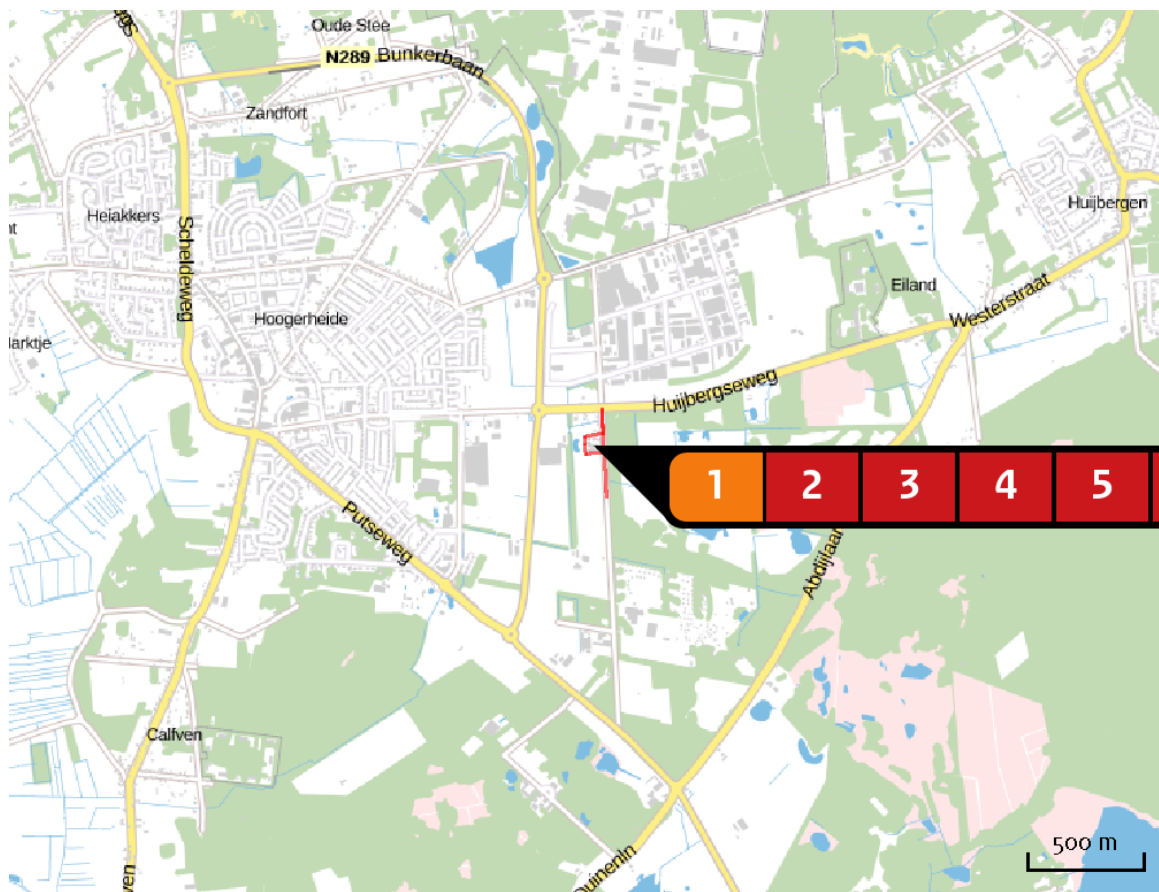 Oude Stee
N289
Bunkerbaan
Zandfort
Heiakkers
Huijbergen
Scheldeweg
Eiland
Westerstraat
Hoogerheide
Huijbergseweg
1 2 3 4 5
Putseweg
Abdijlaan
Calfven
500 m